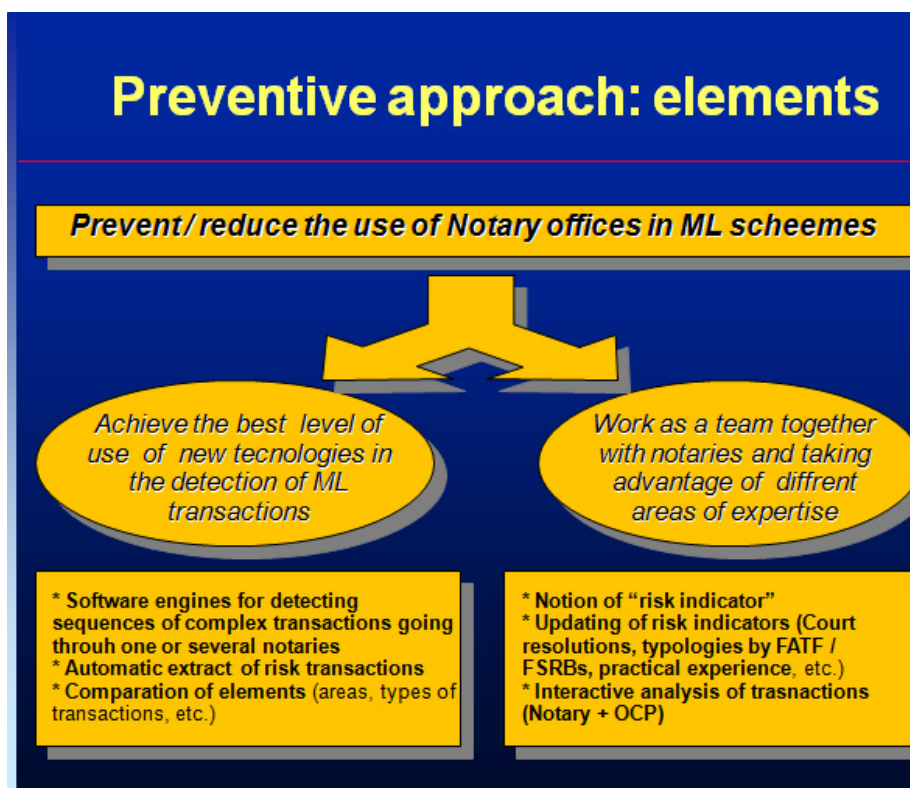 Preventive approach: elements
Prevent / reduce the use of Notary offices in ML scheemes
Achieve the best level of
use of new tecnologies in
the detection of ML
transactions
Work as a team together
with notaries and taking
advantage of diffrent
areas of expertise
* Software engines for detecting
sequences of complex transactions going
throuh one or several notaries
* Automatic extract of risk transactions
* Comparation of elements (areas, types of
transactions, etc.)
* Notion of “risk indicator”
* Updating of risk indicators (Court
resolutions, typologies by FATF /
FSRBs, practical experience, etc.)
* Interactive analysis of trasnactions
(Notary + OCP)